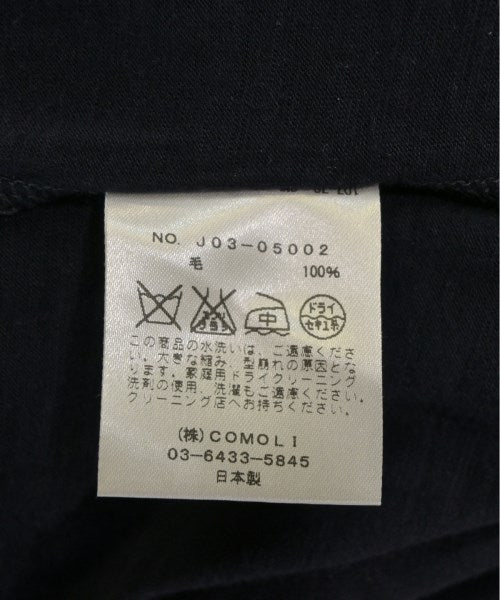 NO. J03-05002
毛 100%
中
ドライ
セキユ系
この商品の水洗いは、ご遠慮くださ
い。大きな縮み、型崩れの原因とな
ります。家庭用ドライクリーニング
洗剤の使用、洗濯もご遠慮ください。
クリーニング店へお持ちください。
(株)COMOLI
03-6433-5845
日本製